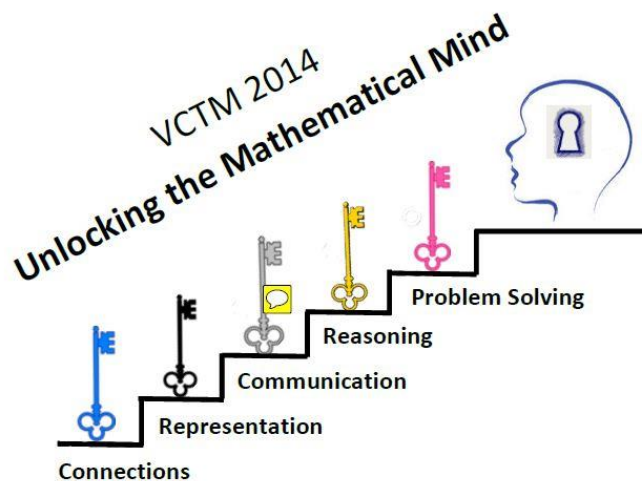 VCTM 2014
Unlocking the Mathematical Mind
Problem Solving
Reasoning
Communication
Representation
Connections